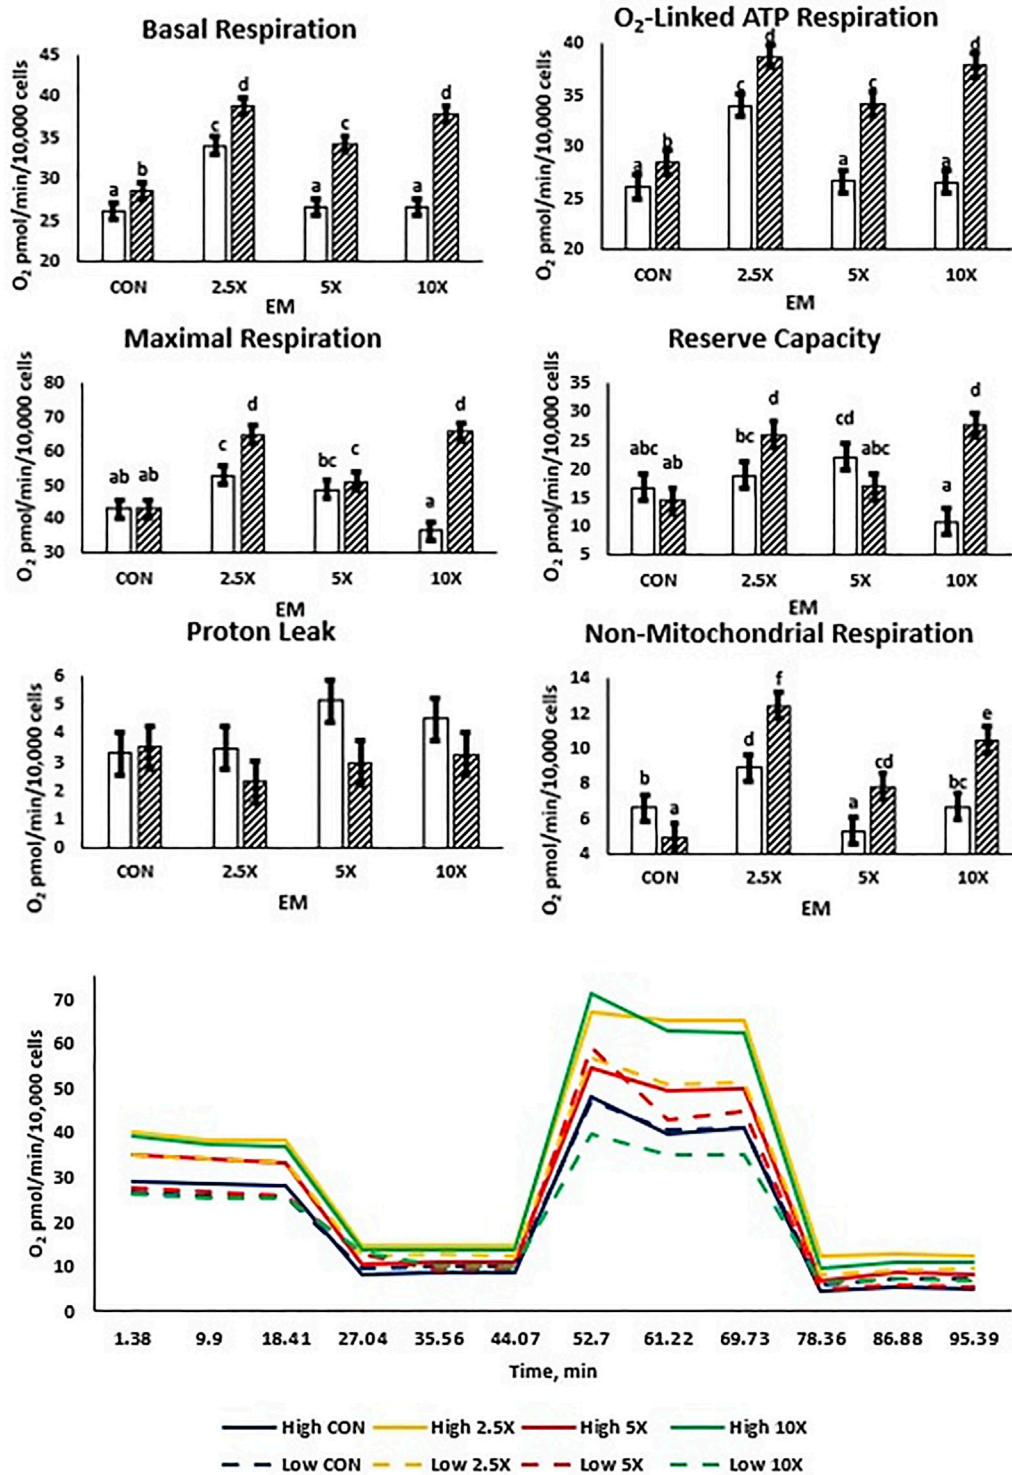 Basal Respiration
O₂ pmol/min/10,000 cells
45
40
35
30
25
20
a
b
c
d
a
c
a
d
CON 2.5X 5X 10X
EM
O₂-Linked ATP Respiration
O₂ pmol/min/10,000 cells
40
35
30
25
20
a
b
c
d
a
c
a
d
CON 2.5X 5X 10X
EM
Maximal Respiration
O₂ pmol/min/10,000 cells
80
70
60
50
40
30
ab
ab
c
d
bc
c
a
d
CON 2.5X 5X 10X
EM
Reserve Capacity
O₂ pmol/min/10,000 cells
35
30
25
20
15
10
5
abc
ab
bc
d
cd
abc
a
d
CON 2.5X 5X 10X
EM
Proton Leak
O₂ pmol/min/10,000 cells
6
5
4
3
2
1
0
CON 2.5X 5X 10X
EM
Non-Mitochondrial Respiration
O₂ pmol/min/10,000 cells
14
12
10
8
6
4
b
a
d
f
a
cd
bc
e
CON 2.5X 5X 10X
EM
O₂ pmol/min/10,000 cells
70
60
50
40
30
20
10
0
1.38 9.9 18.41 27.04 35.56 44.07 52.7 61.22 69.73 78.36 86.88 95.39
Time, min
High CON High 2.5X High 5X High 10X
Low CON Low 2.5X Low 5X Low 10X